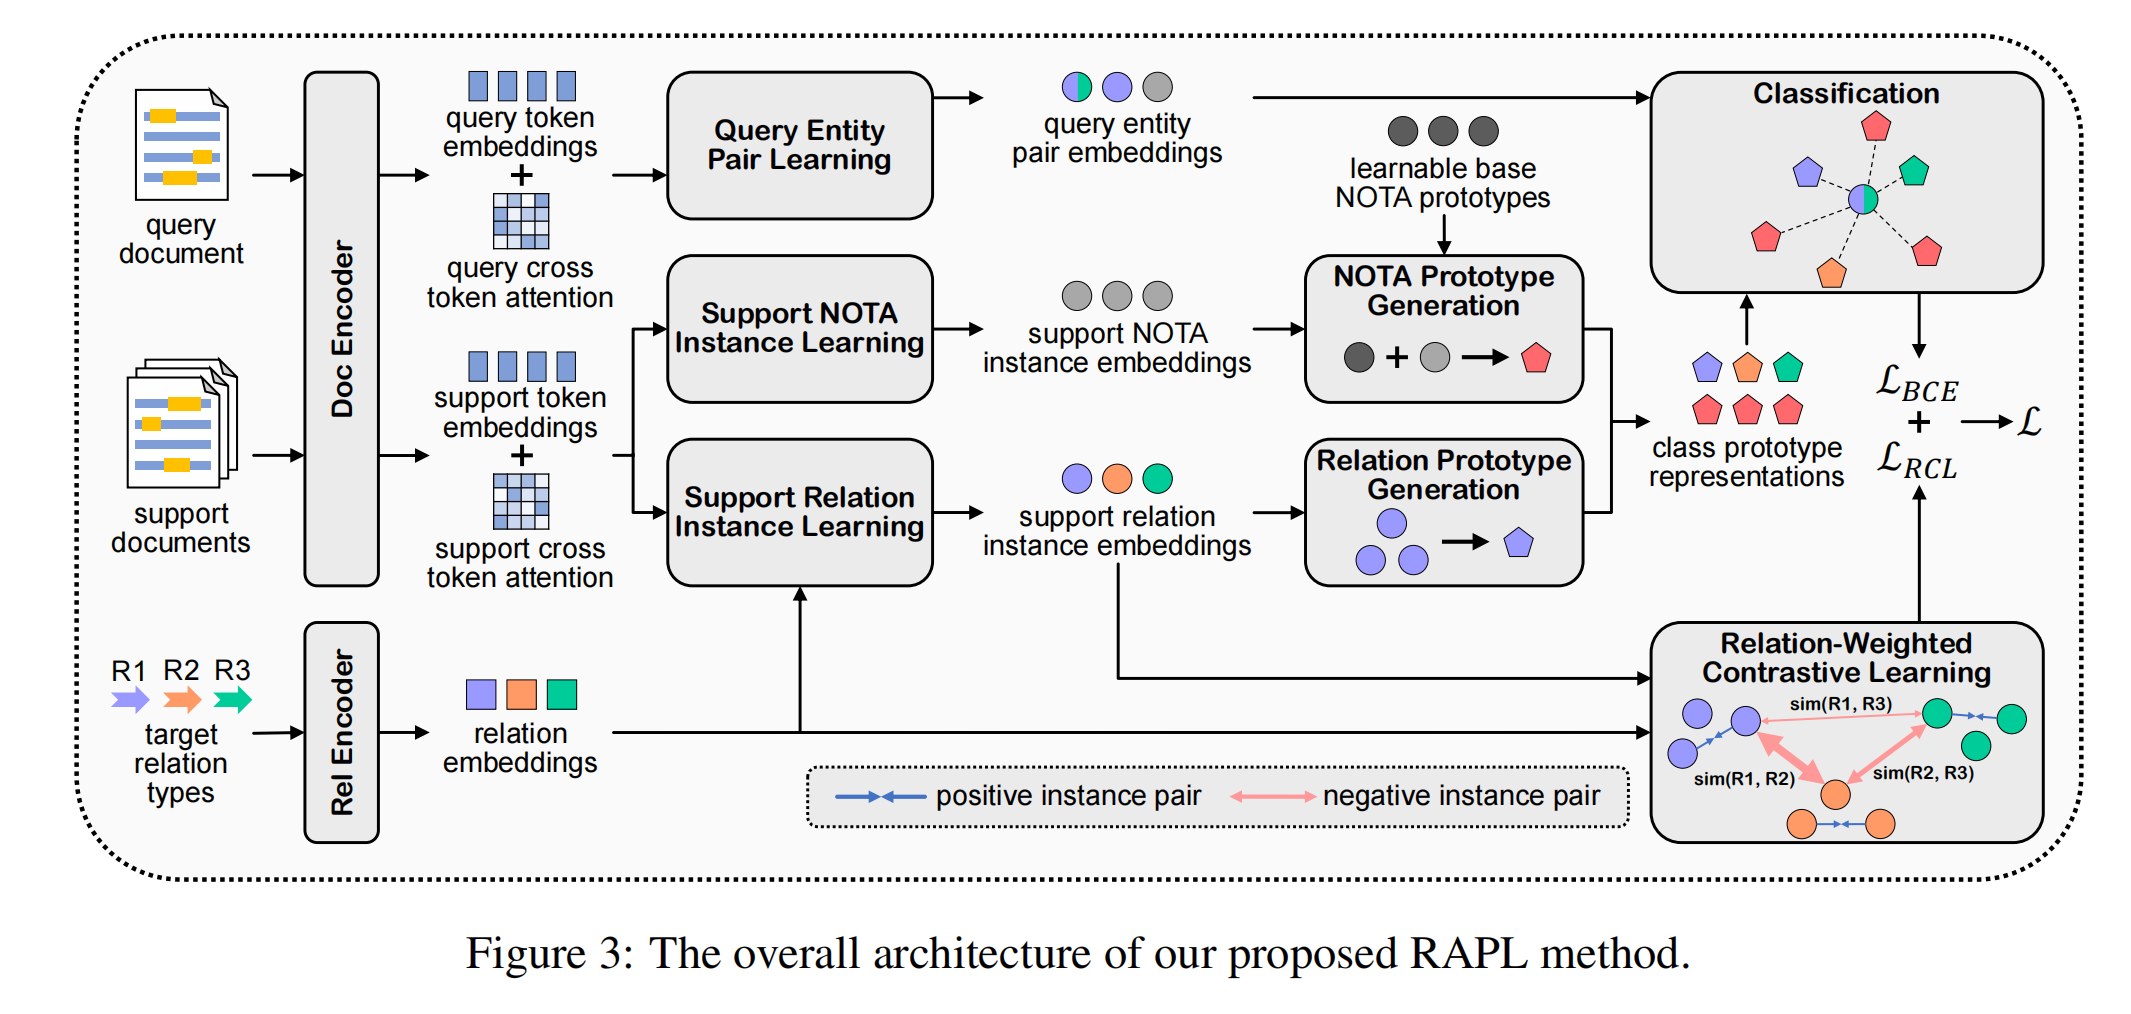 query
document
support
documents
R1 R2 R3
target
relation
types
Doc Encoder
Rel Encoder
query token
embeddings
+
query cross
token attention
support token
embeddings
+
support cross
token attention
relation
embeddings
Query Entity
Pair Learning
Support NOTA
Instance Learning
Support Relation
Instance Learning
query entity
pair embeddings
support NOTA
instance embeddings
support relation
instance embeddings
learnable base
NOTA prototypes
NOTA Prototype
Generation
+
Relation Prototype
Generation
Classification
class prototype
representations
ℒBCE
+
ℒRCL
ℒ
Relation-Weighted
Contrastive Learning
sim(R1, R3)
sim(R1, R2)
sim(R2, R3)
positive instance pair
negative instance pair
Figure 3: The overall architecture of our proposed RAPL method.